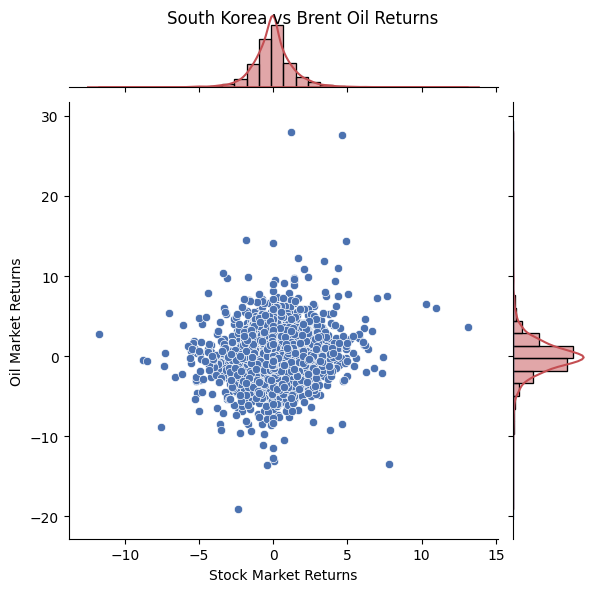 South Korea vs Brent Oil Returns
30
20
10
0
−10
−20
Oil Market Returns
−10 −5 0 5 10 15
Stock Market Returns